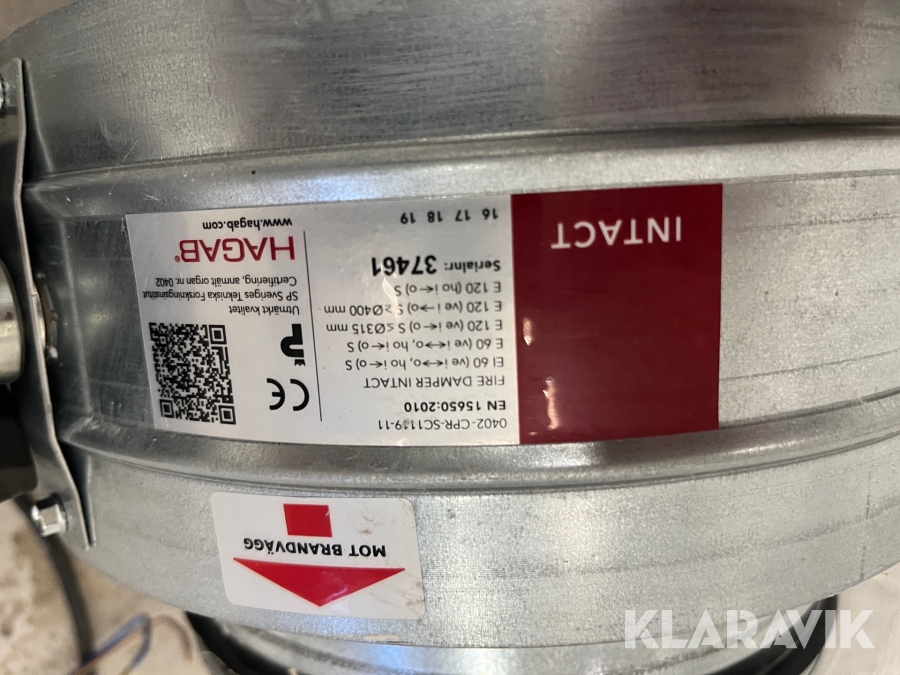 INTACT
0402-CPR-SC1119-11
EN 15650:2010
FIRE DAMPER INTACT
EI 60 (ve i↔o, ho i→o) S
E 60 (ve i↔o, ho i→o) S
E 120 (ve i→o) S ≤Ø315 mm
E 120 (ve i→o) S ≥Ø400 mm
E 120 (ho i→o) S
Serialnr: 37461
16 17 18 19
CE
Utmärkt kvalitet
SP Sveriges Tekniska Forskningsinstitut
Certifiering, anmält organ nr. 0402
HAGAB®
www.hagab.com
MOT BRANDVÄGG
KLARAVIK